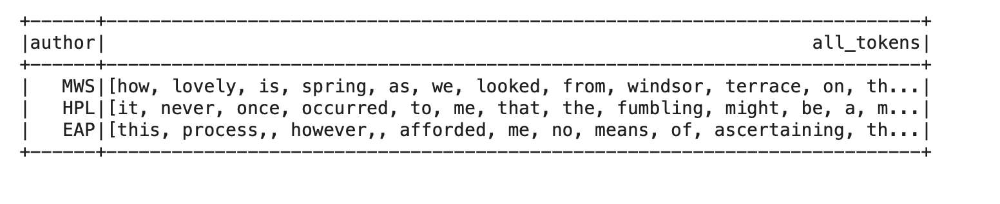 +------+---------------------------------------------------------------------------+
|author|                                                                 all_tokens|
+------+---------------------------------------------------------------------------+
|   MWS|[how, lovely, is, spring, as, we, looked, from, windsor, terrace, on, th...|
|   HPL|[it, never, once, occurred, to, me, that, the, fumbling, might, be, a, m...|
|   EAP|[this, process,, however,, afforded, me, no, means, of, ascertaining, th...|
+------+---------------------------------------------------------------------------+